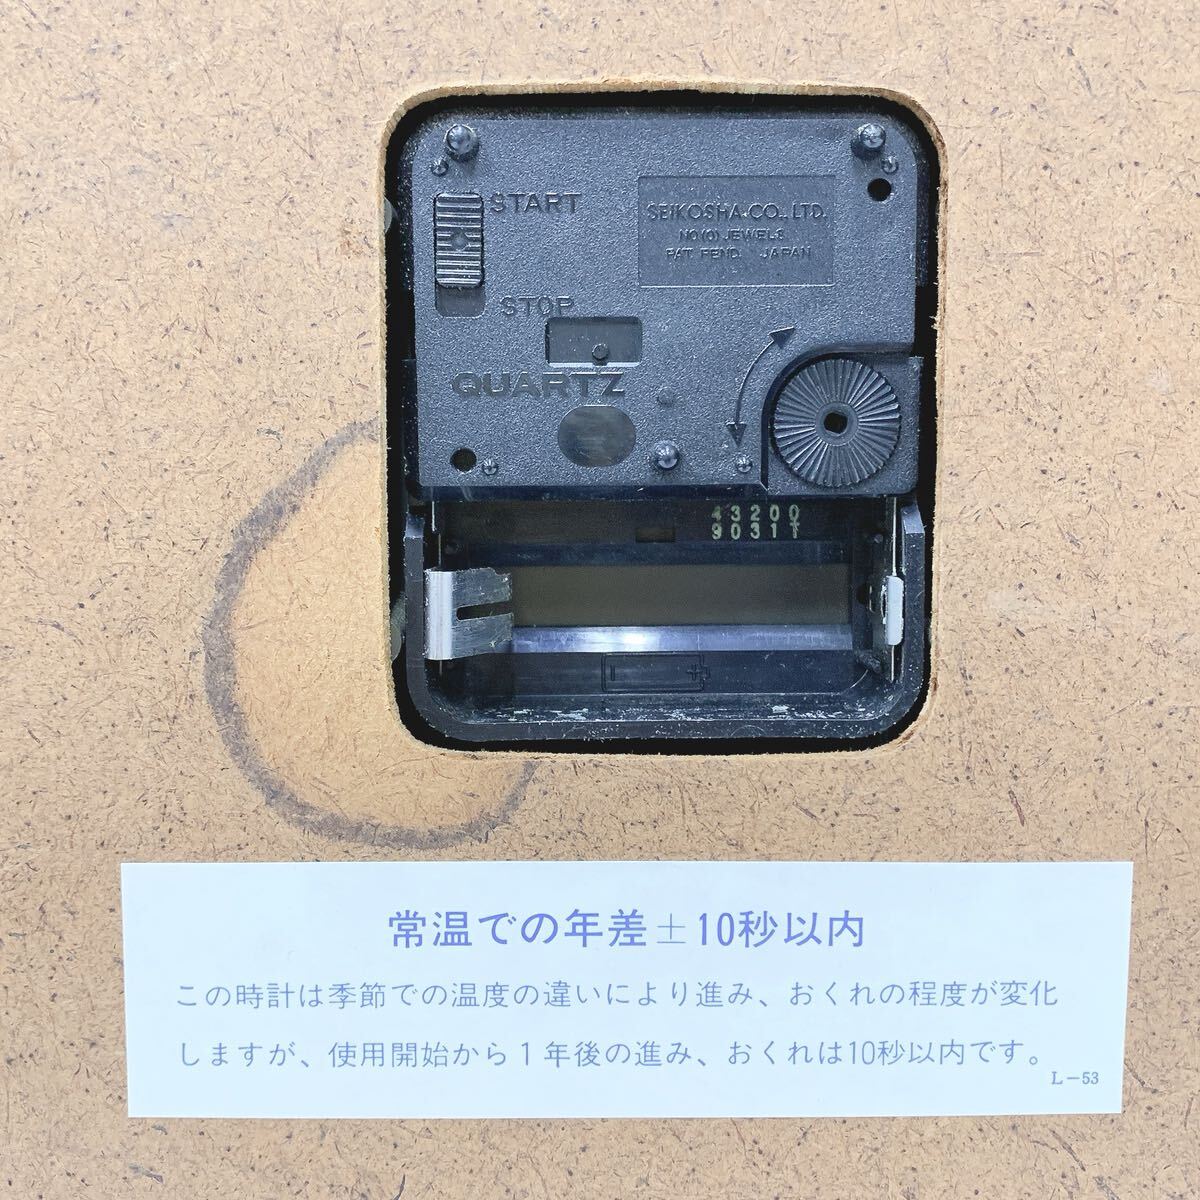 START
SEIKOSHA CO., LTD.
NO (0) JEWELS
PAT. PEND. JAPAN
STOP
QUARTZ
43200
90311
- +
常温での年差±10秒以内
この時計は季節での温度の違いにより進み、おくれの程度が変化
しますが、使用開始から1年後の進み、おくれは10秒以内です。
L-53